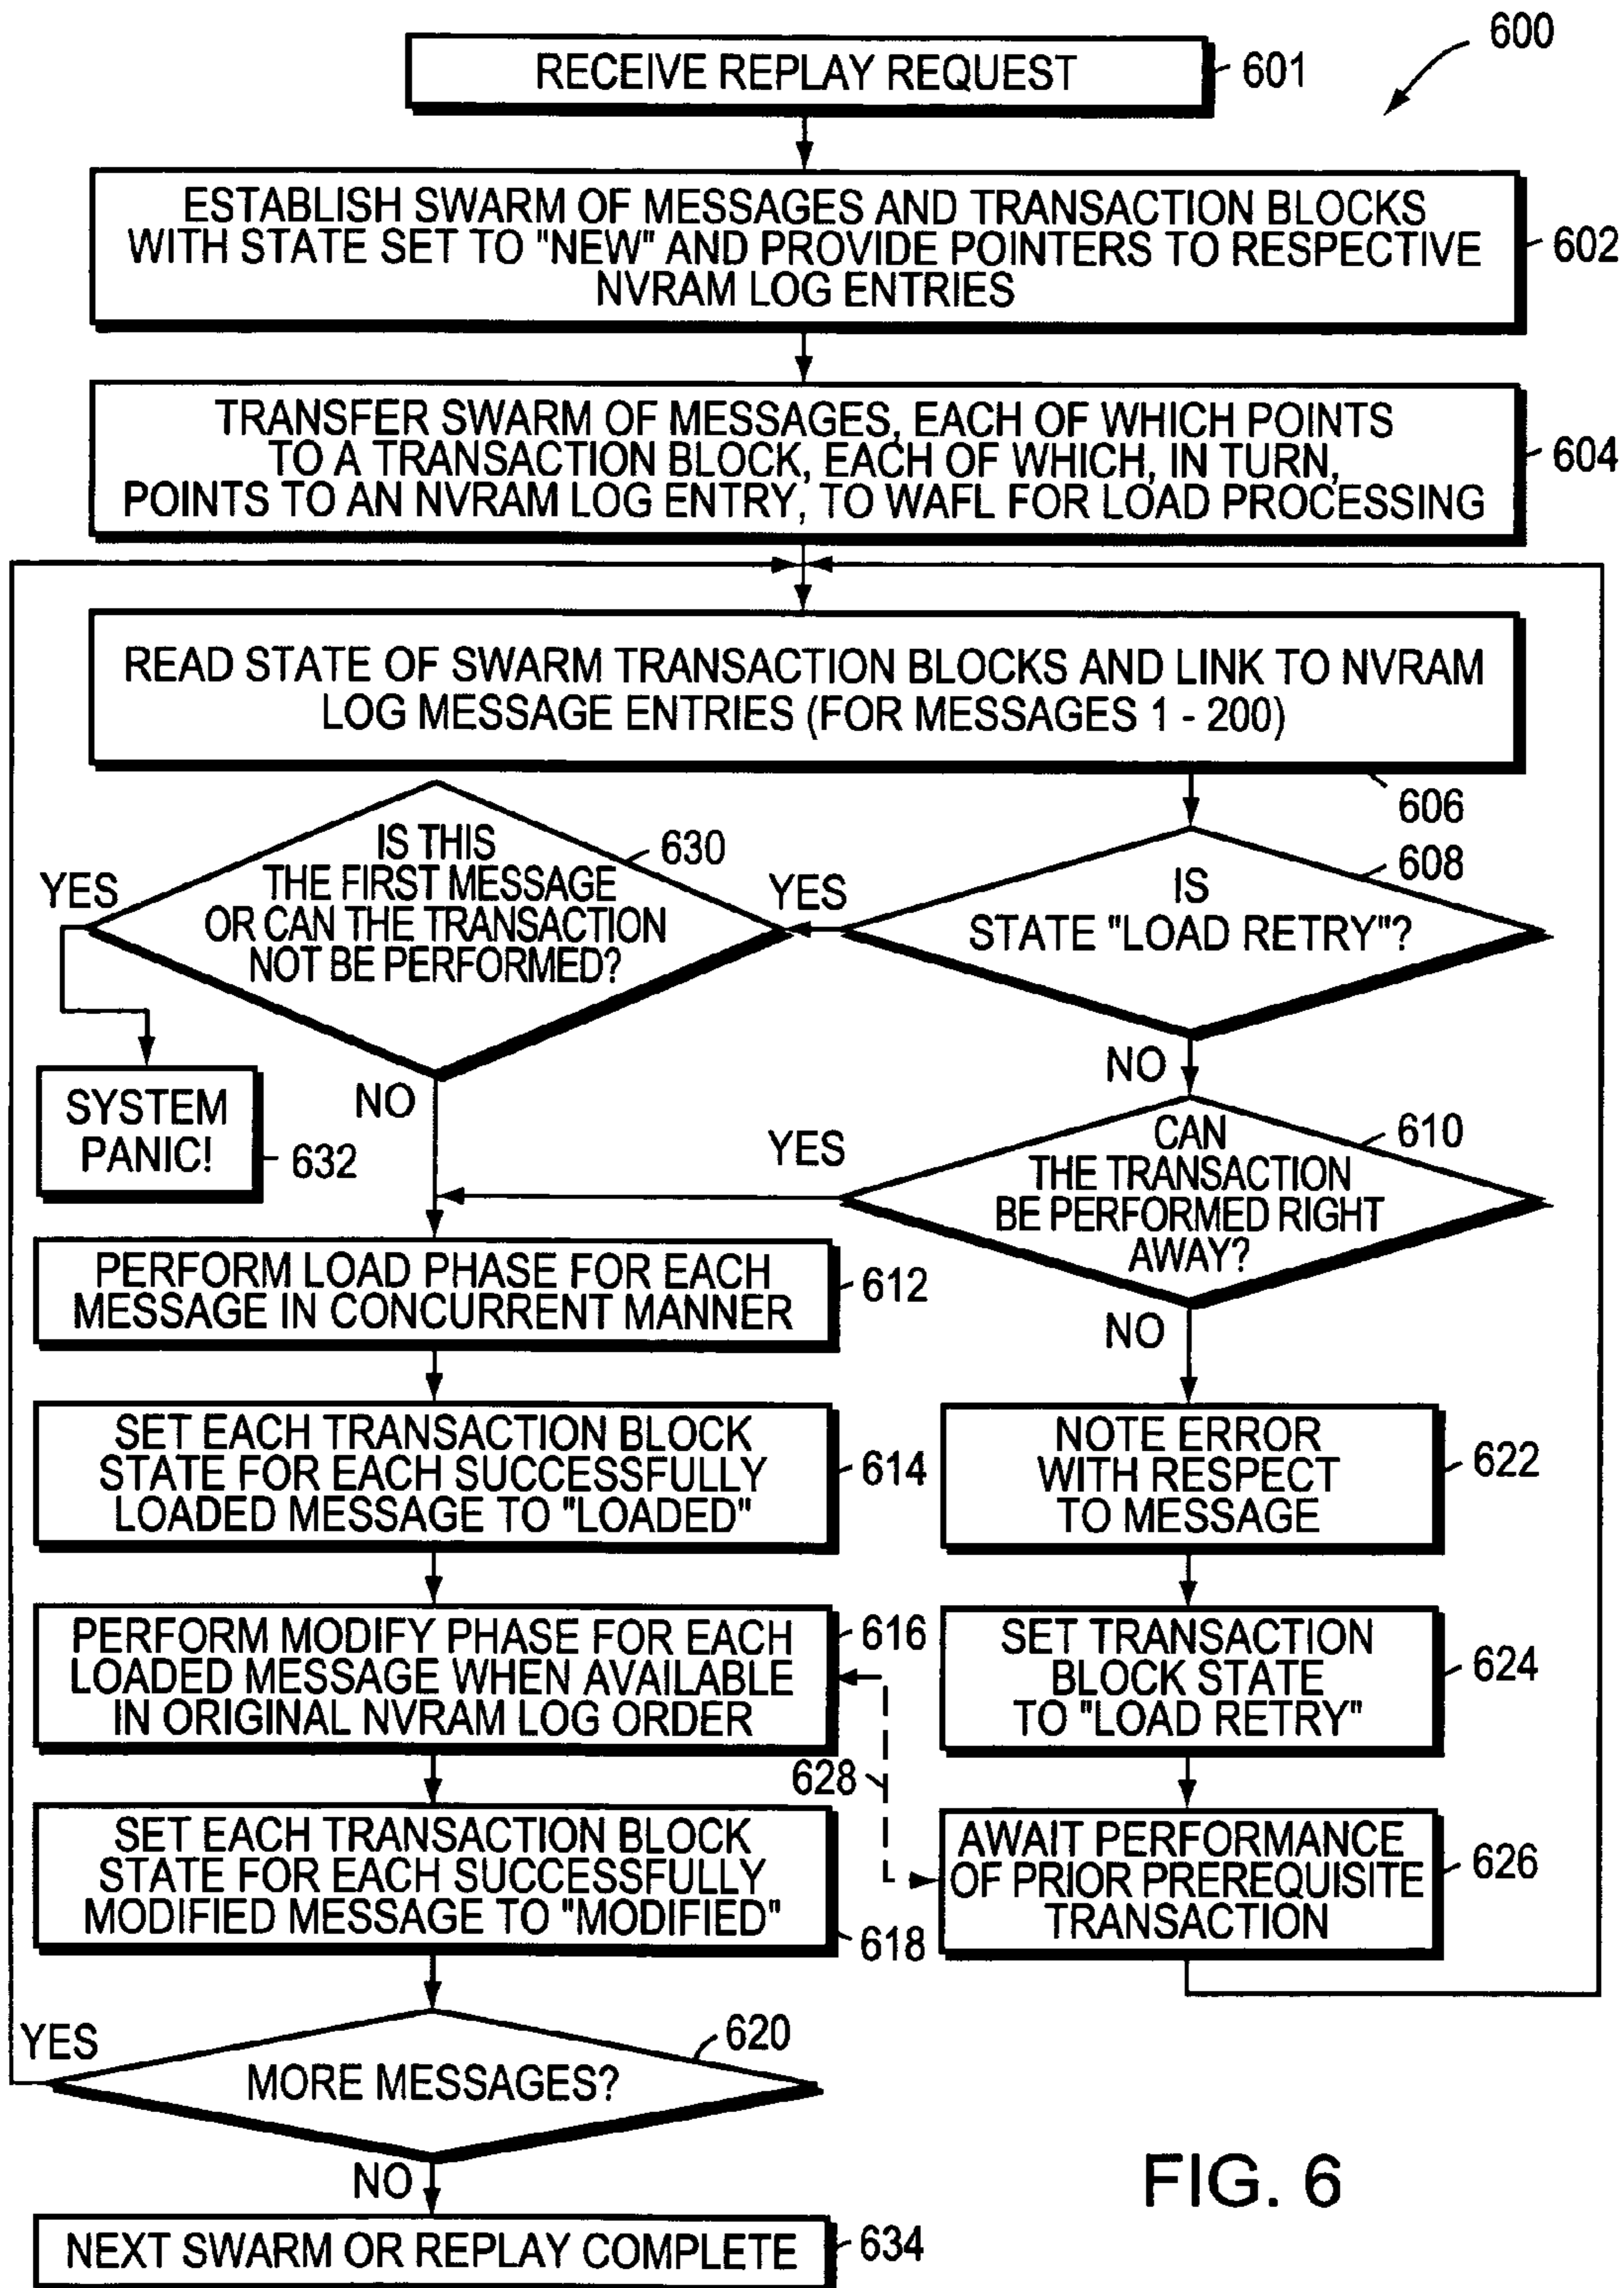 600
RECEIVE REPLAY REQUEST
601
ESTABLISH SWARM OF MESSAGES AND TRANSACTION BLOCKS
WITH STATE SET TO "NEW" AND PROVIDE POINTERS TO RESPECTIVE
NVRAM LOG ENTRIES
602
TRANSFER SWARM OF MESSAGES, EACH OF WHICH POINTS
TO A TRANSACTION BLOCK, EACH OF WHICH, IN TURN,
POINTS TO AN NVRAM LOG ENTRY, TO WAFL FOR LOAD PROCESSING
604
READ STATE OF SWARM TRANSACTION BLOCKS AND LINK TO NVRAM
LOG MESSAGE ENTRIES (FOR MESSAGES 1 - 200)
606
IS THIS
THE FIRST MESSAGE
OR CAN THE TRANSACTION
NOT BE PERFORMED?
630
YES
YES
IS
STATE "LOAD RETRY"?
608
NO
NO
SYSTEM
PANIC!
632
YES
CAN
THE TRANSACTION
BE PERFORMED RIGHT
AWAY?
610
NO
PERFORM LOAD PHASE FOR EACH
MESSAGE IN CONCURRENT MANNER
612
SET EACH TRANSACTION BLOCK
STATE FOR EACH SUCCESSFULLY
LOADED MESSAGE TO "LOADED"
614
NOTE ERROR
WITH RESPECT
TO MESSAGE
622
PERFORM MODIFY PHASE FOR EACH
LOADED MESSAGE WHEN AVAILABLE
IN ORIGINAL NVRAM LOG ORDER
616
SET TRANSACTION
BLOCK STATE
TO "LOAD RETRY"
624
628
SET EACH TRANSACTION BLOCK
STATE FOR EACH SUCCESSFULLY
MODIFIED MESSAGE TO "MODIFIED"
618
AWAIT PERFORMANCE
OF PRIOR PREREQUISITE
TRANSACTION
626
YES
MORE MESSAGES?
620
NO
NEXT SWARM OR REPLAY COMPLETE
634
FIG. 6